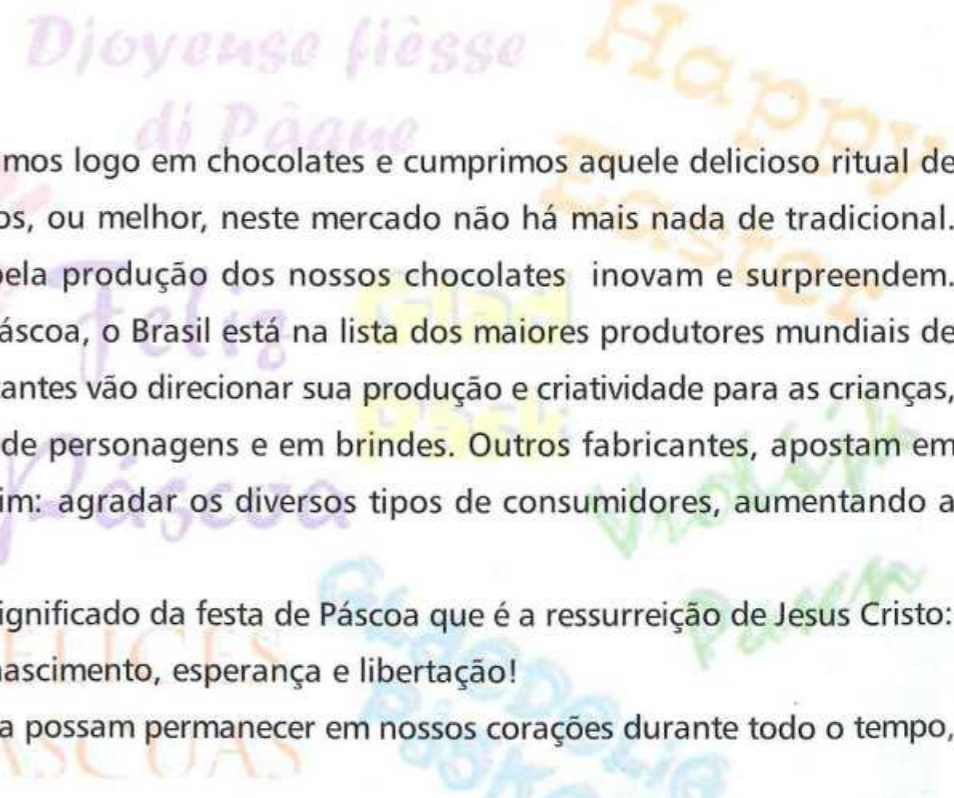 Djoyeuse fièsse
di Pâque
Happy
Easter
mos logo em chocolates e cumprimos aquele delicioso ritual de
os, ou melhor, neste mercado não há mais nada de tradicional.
pela produção dos nossos chocolates inovam e surpreendem.
áscoa, o Brasil está na lista dos maiores produtores mundiais de
antes vão direcionar sua produção e criatividade para as crianças,
de personagens e em brindes. Outros fabricantes, apostam em
im: agradar os diversos tipos de consumidores, aumentando a
ignificado da festa de Páscoa que é a ressurreição de Jesus Cristo:
nascimento, esperança e libertação!
a possam permanecer em nossos corações durante todo o tempo,
Feliz
Páscoa
Glad
Påsk
Vrolijk
Pasen